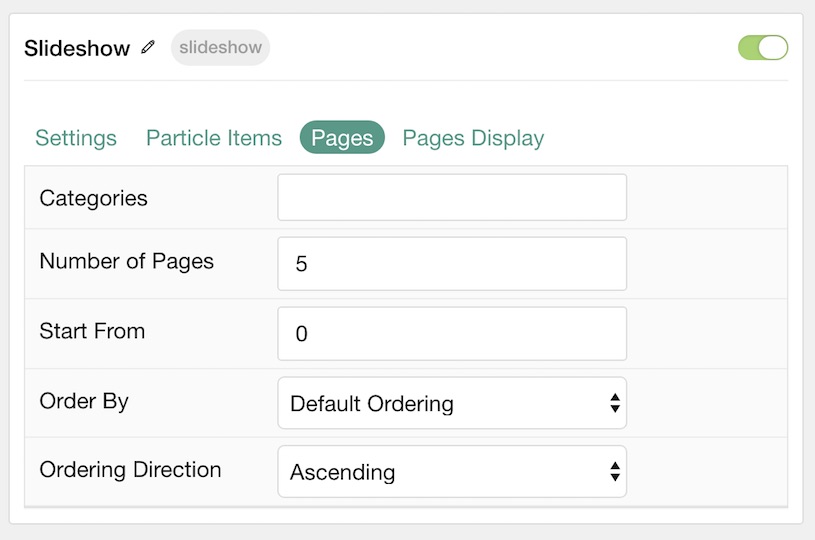 Slideshow slideshow
Settings Particle Items Pages Pages Display
Categories
Number of Pages 5
Start From 0
Order By Default Ordering
Ordering Direction Ascending